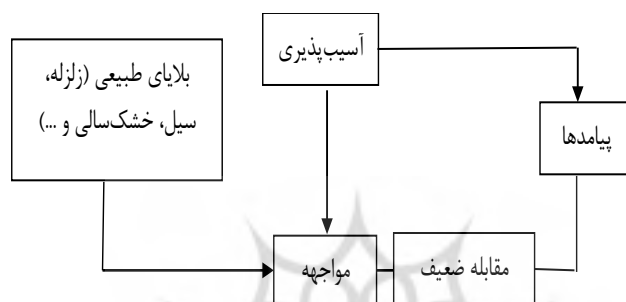 آسیب‌پذیری
بلایای طبیعی (زلزله،
سیل، خشک‌سالی و ...)
پیامدها
مواجهه
مقابله ضعیف